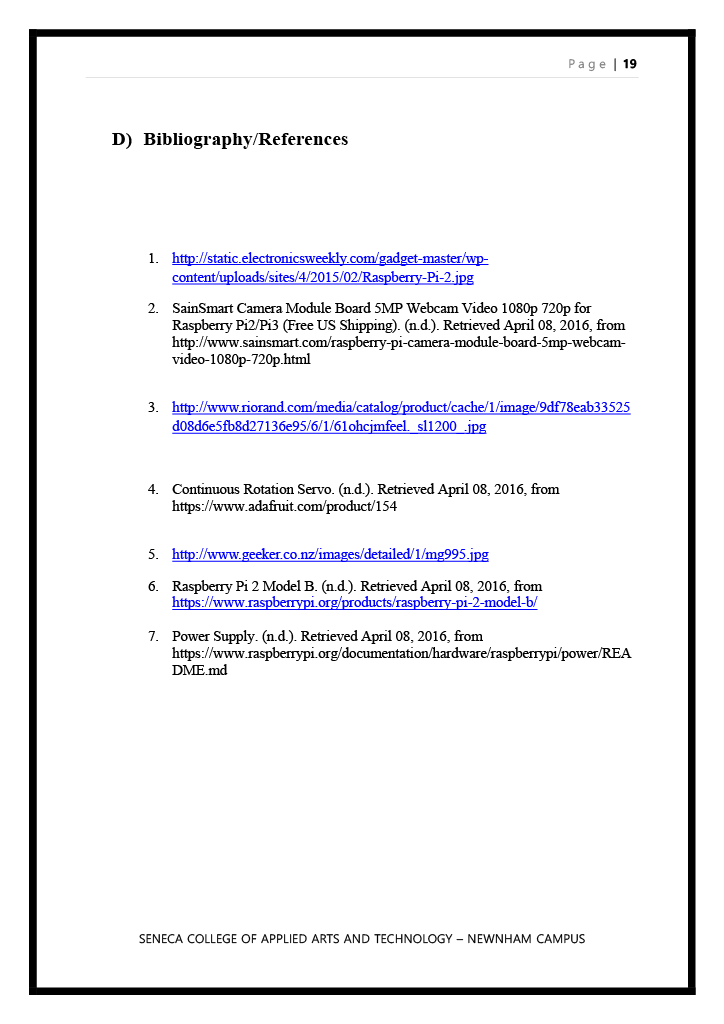 Page | 19
D) Bibliography/References
1. http://static.electronicsweekly.com/gadget-master/wp-
content/uploads/sites/4/2015/02/Raspberry-Pi-2.jpg
2. SainSmart Camera Module Board 5MP Webcam Video 1080p 720p for
Raspberry Pi2/Pi3 (Free US Shipping). (n.d.). Retrieved April 08, 2016, from
http://www.sainsmart.com/raspberry-pi-camera-module-board-5mp-webcam-
video-1080p-720p.html
3. http://www.riorand.com/media/catalog/product/cache/1/image/9df78eab33525
d08d6e5fb8d27136e95/6/1/61ohcjmfeel._sl1200_.jpg
4. Continuous Rotation Servo. (n.d.). Retrieved April 08, 2016, from
https://www.adafruit.com/product/154
5. http://www.geeker.co.nz/images/detailed/1/mg995.jpg
6. Raspberry Pi 2 Model B. (n.d.). Retrieved April 08, 2016, from
https://www.raspberrypi.org/products/raspberry-pi-2-model-b/
7. Power Supply. (n.d.). Retrieved April 08, 2016, from
https://www.raspberrypi.org/documentation/hardware/raspberrypi/power/REA
DME.md
SENECA COLLEGE OF APPLIED ARTS AND TECHNOLOGY – NEWNHAM CAMPUS